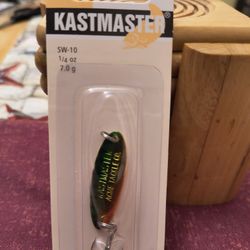 KASTMASTER
SW-10
1/4 oz
7.0 g
KASTMASTER
ACME TACKLE CO.